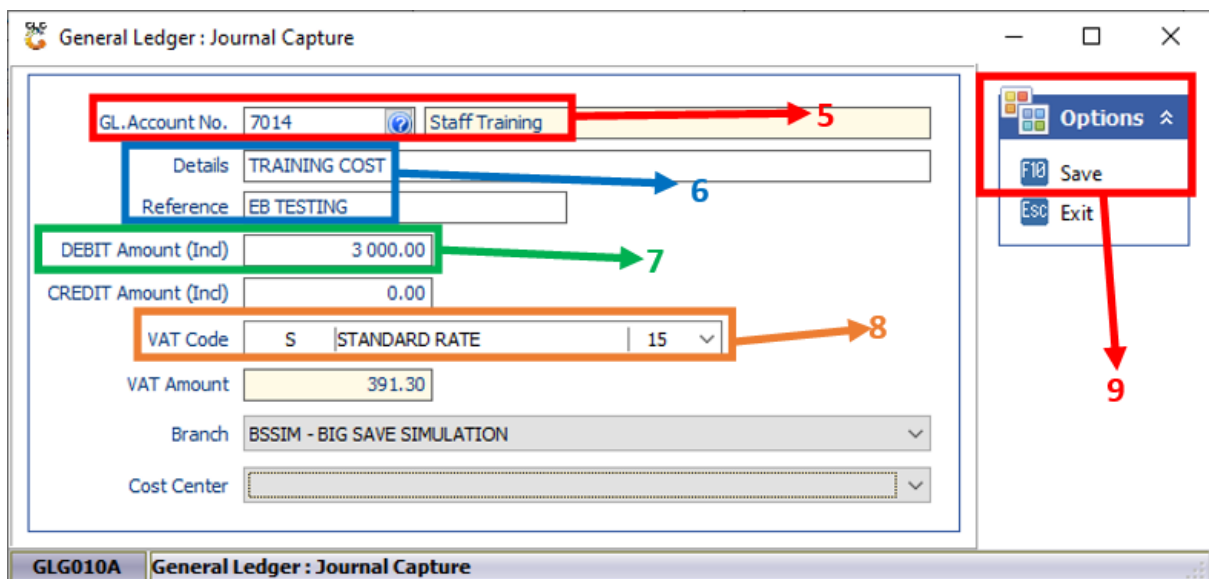 General Ledger : Journal Capture
GL.Account No. 7014 Staff Training 5
Details TRAINING COST
6
Reference EB TESTING
DEBIT Amount (Incl) 3 000.00 7
CREDIT Amount (Incl) 0.00
VAT Code S STANDARD RATE 15 8
VAT Amount 391.30
Branch BSSIM - BIG SAVE SIMULATION
Cost Center
Options
F10 Save
Esc Exit
9
GLG010A General Ledger : Journal Capture